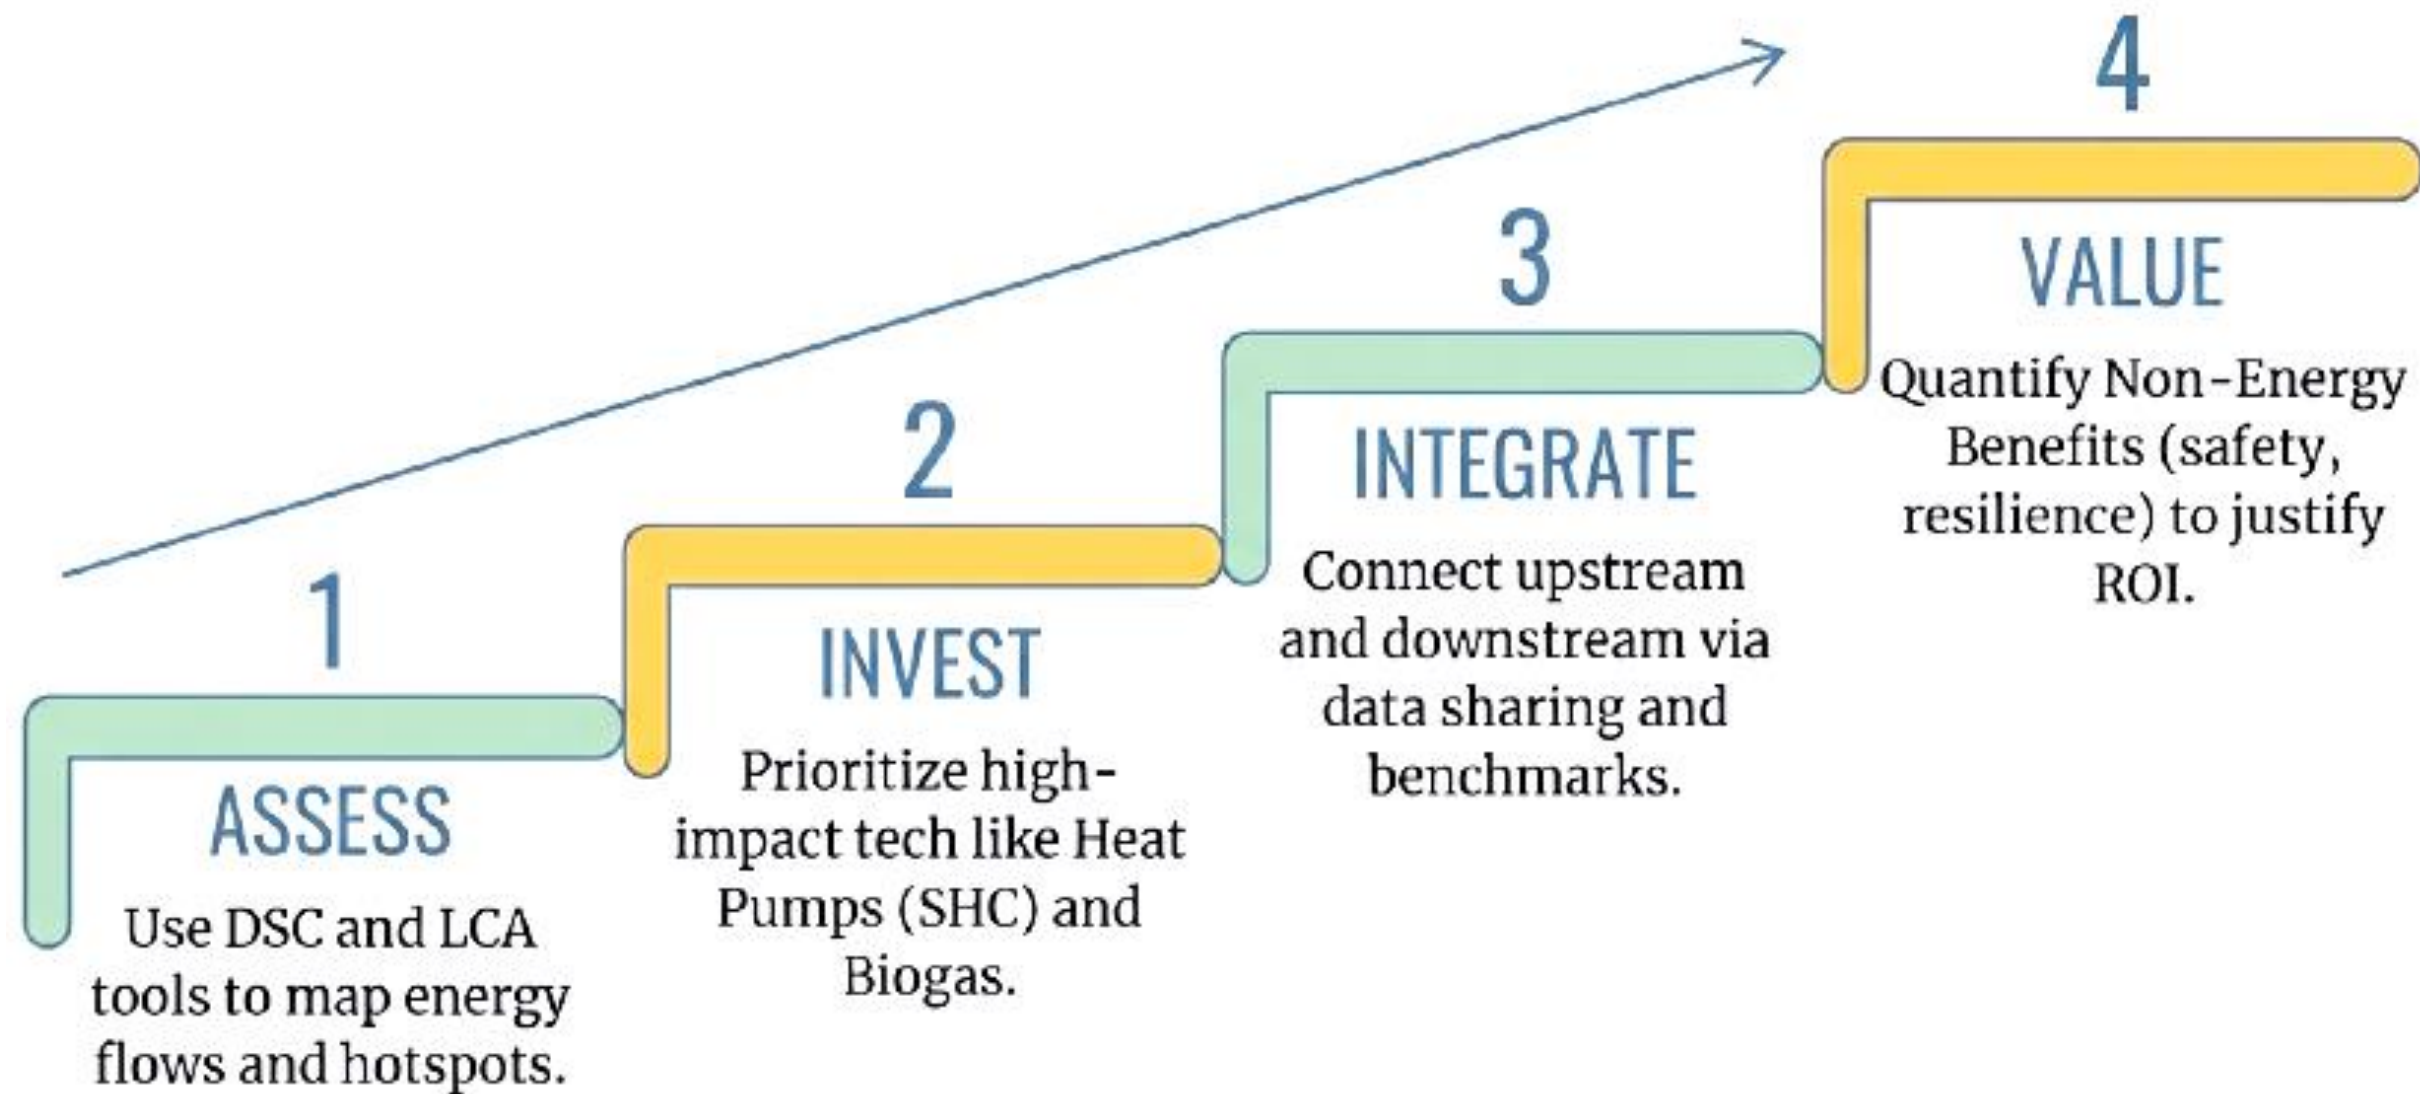 1
ASSESS
Use DSC and LCA
tools to map energy
flows and hotspots.
2
INVEST
Prioritize high-
impact tech like Heat
Pumps (SHC) and
Biogas.
3
INTEGRATE
Connect upstream
and downstream via
data sharing and
benchmarks.
4
VALUE
Quantify Non-Energy
Benefits (safety,
resilience) to justify
ROI.